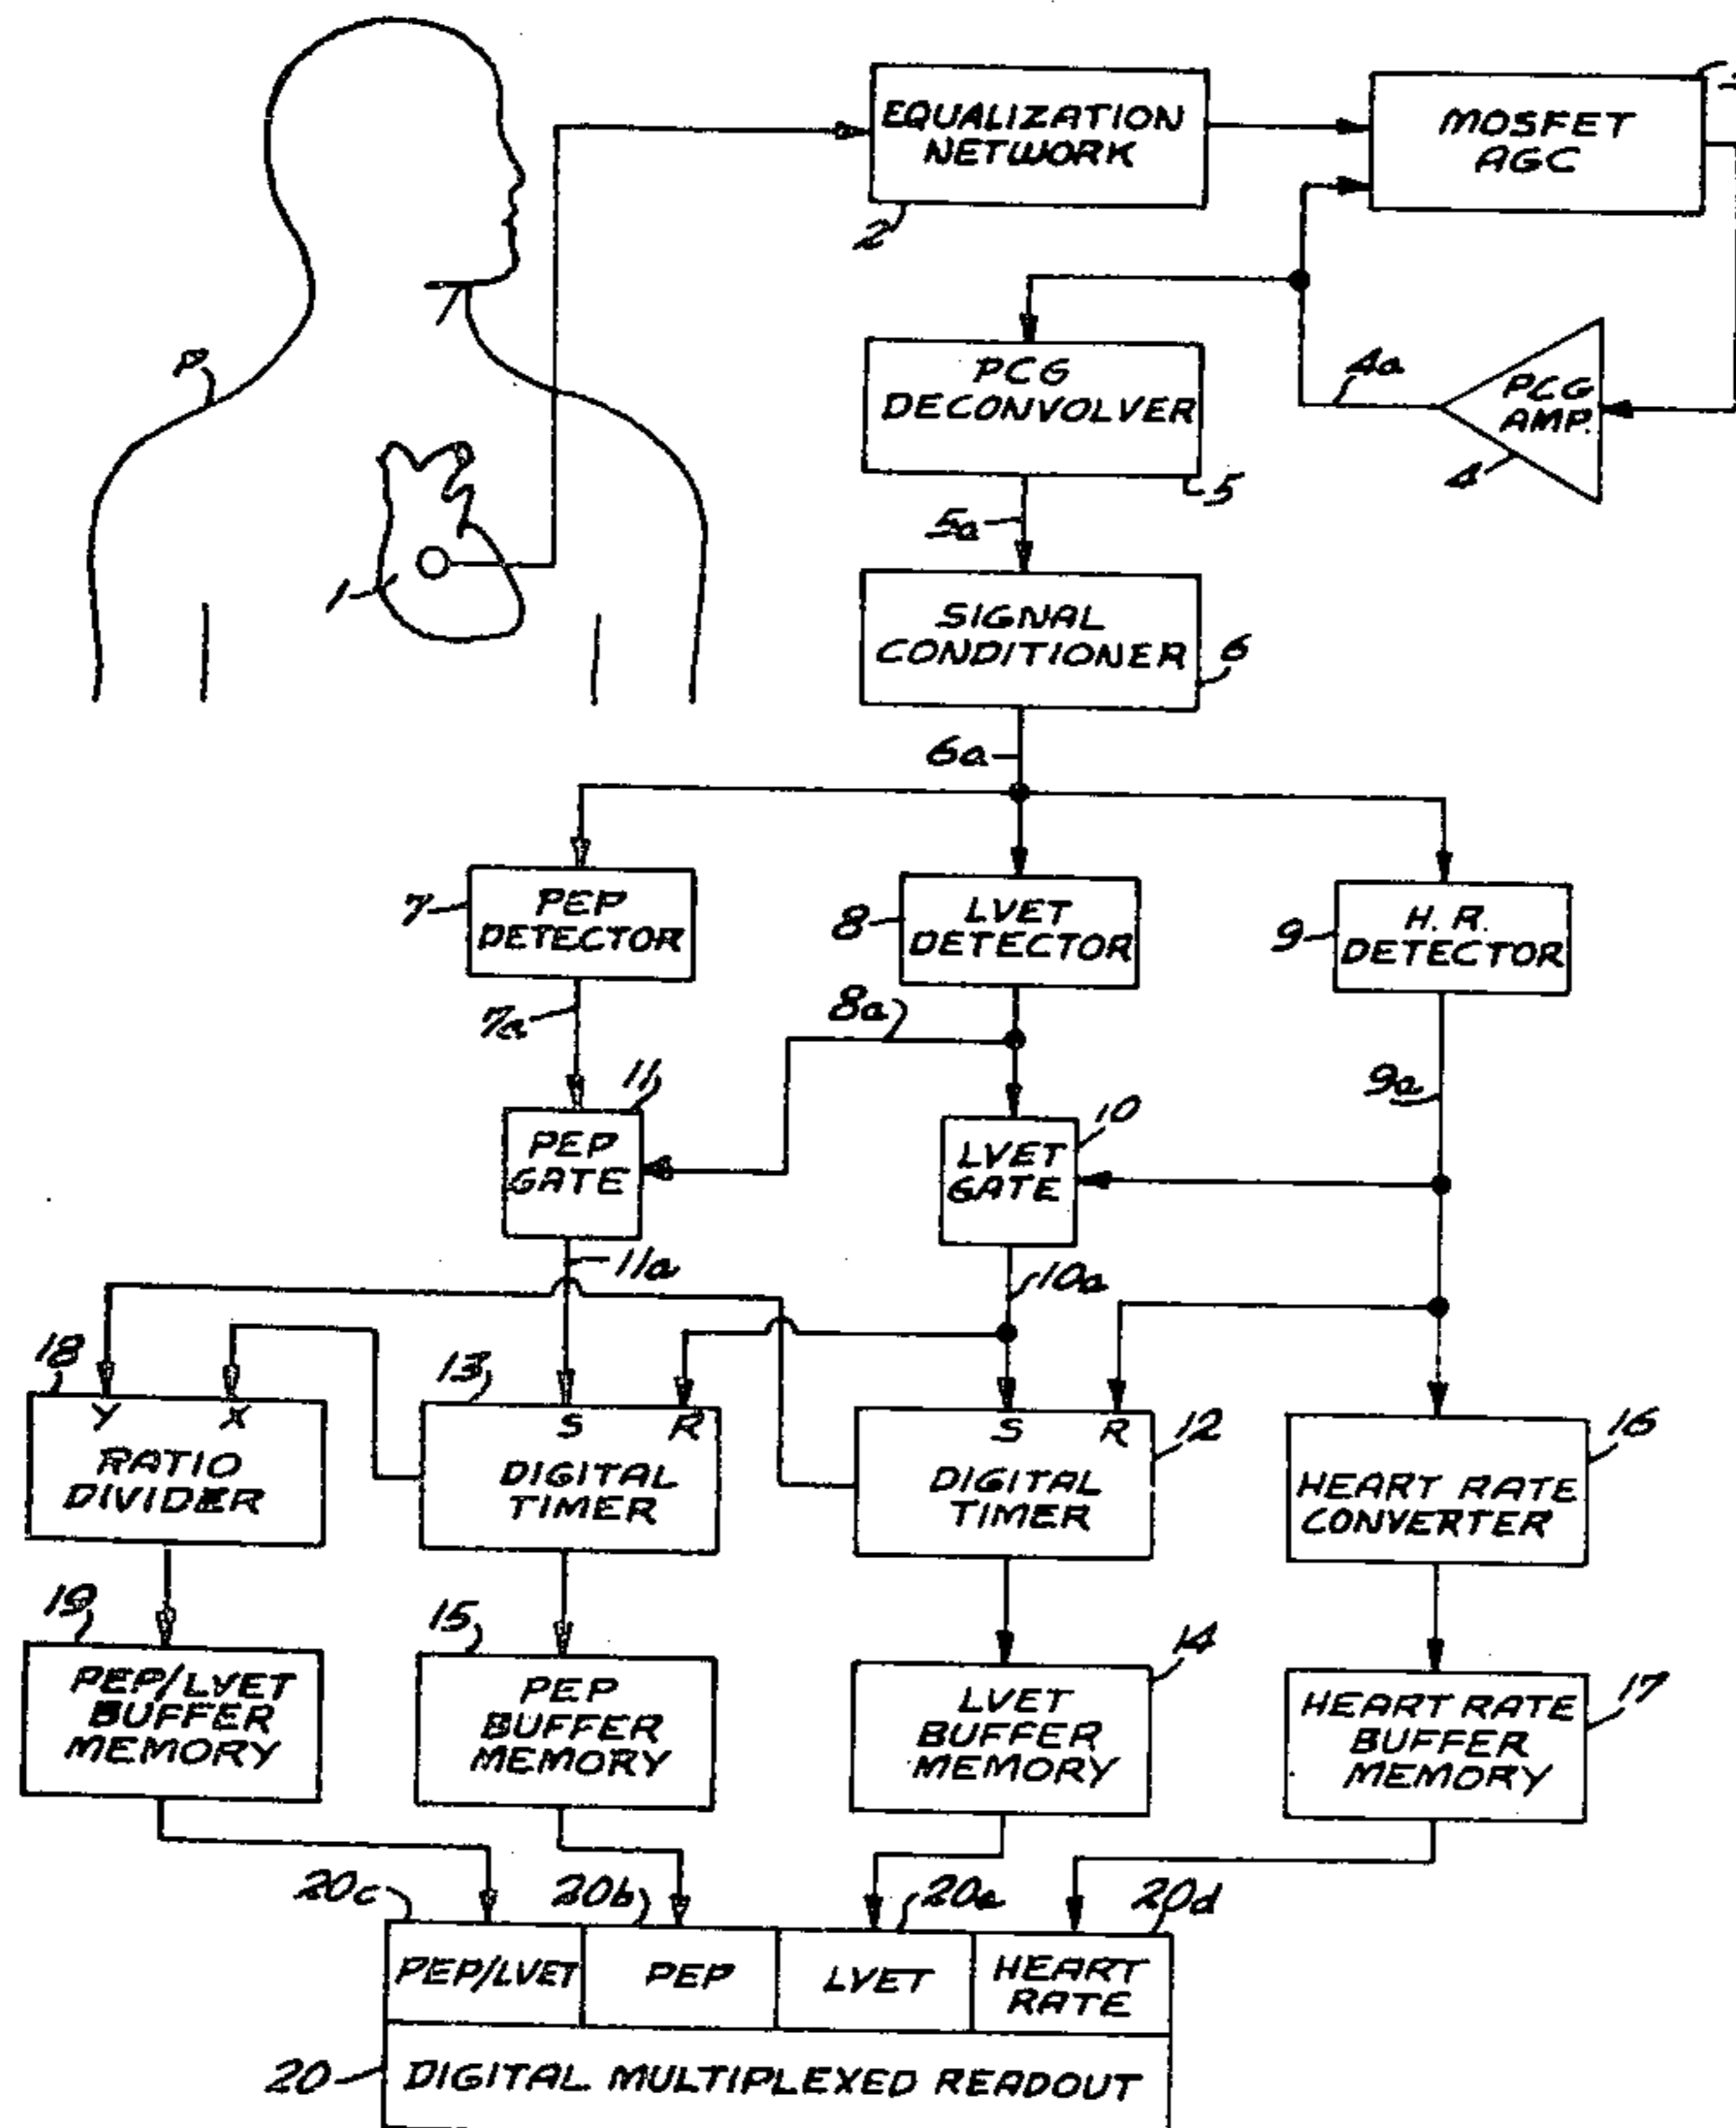 EQUALIZATION
NETWORK
2
MOSFET
AGC
P
1
PCG
DECONVOLVER
5
4a
PCG
AMP.
4
5a
SIGNAL
CONDITIONER
6
6a
7
PEP
DETECTOR
8
LVET
DETECTOR
9
H.R.
DETECTOR
7a
8a
9a
11
PEP
GATE
10
LVET
GATE
11a
10a
18
Y X
RATIO
DIVIDER
13
S R
DIGITAL
TIMER
12
S R
DIGITAL
TIMER
16
HEART RATE
CONVERTER
19
PEP/LVET
BUFFER
MEMORY
15
PEP
BUFFER
MEMORY
14
LVET
BUFFER
MEMORY
17
HEART RATE
BUFFER
MEMORY
20c
20b
20a
20d
PEP/LVET
PEP
LVET
HEART
RATE
20
DIGITAL MULTIPLEXED READOUT